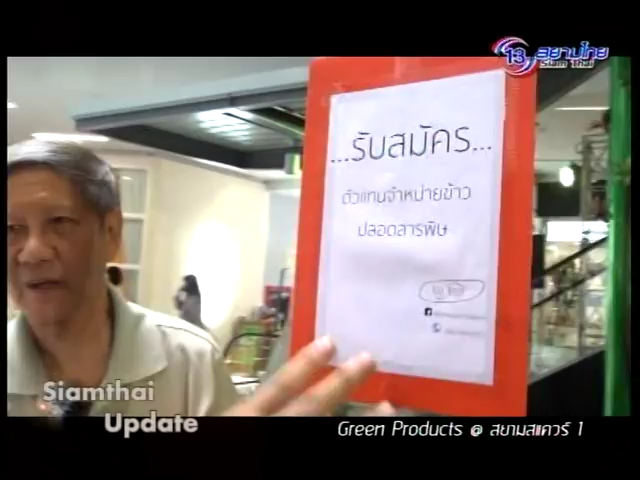 13 สยามไทย
Siam Thai
...รับสมัคร...
ตัวแทนจำหน่ายข้าว
ปลอดสารพิษ
Siamthai
Update
Green Products @ สยามสแควร์ 1